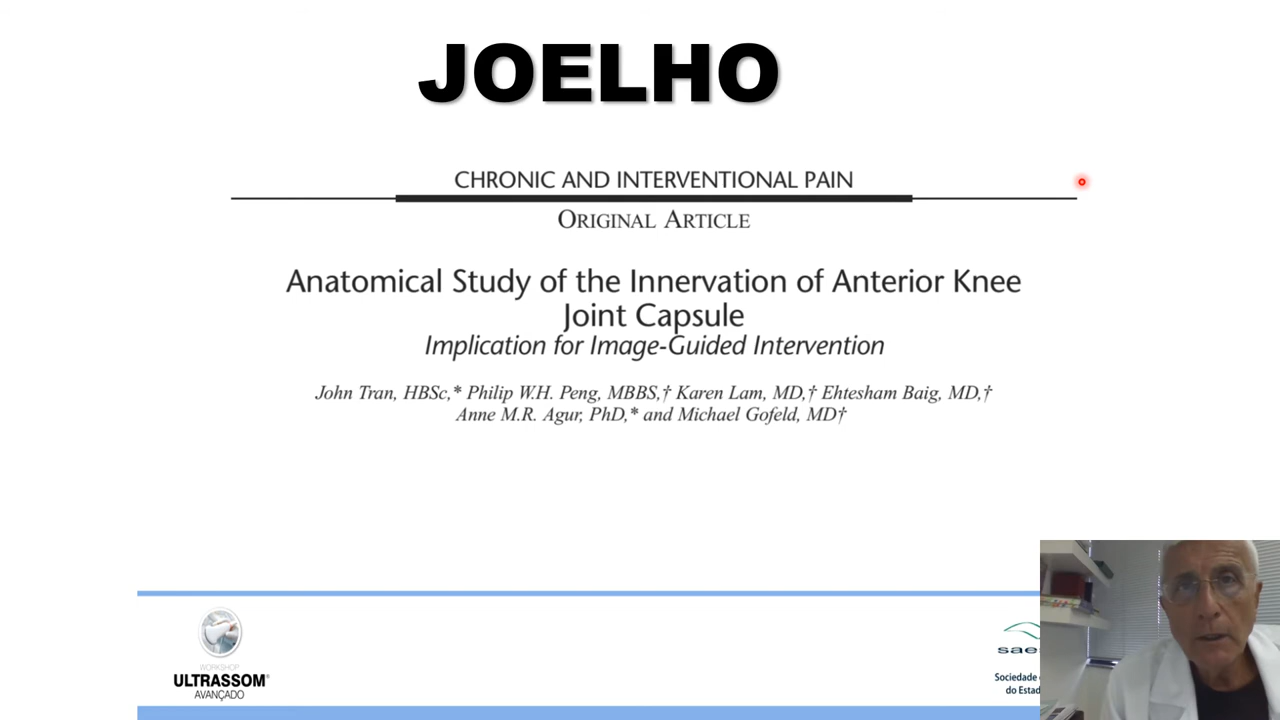 JOELHO
CHRONIC AND INTERVENTIONAL PAIN
ORIGINAL ARTICLE
Anatomical Study of the Innervation of Anterior Knee
Joint Capsule
Implication for Image-Guided Intervention
John Tran, HBSc,* Philip W.H. Peng, MBBS,† Karen Lam, MD,† Ehtesham Baig, MD,†
Anne M.R. Agur, PhD,* and Michael Gofeld, MD†
WORKSHOP
ULTRASSOM®
AVANÇADO
Sociedade
do Esta